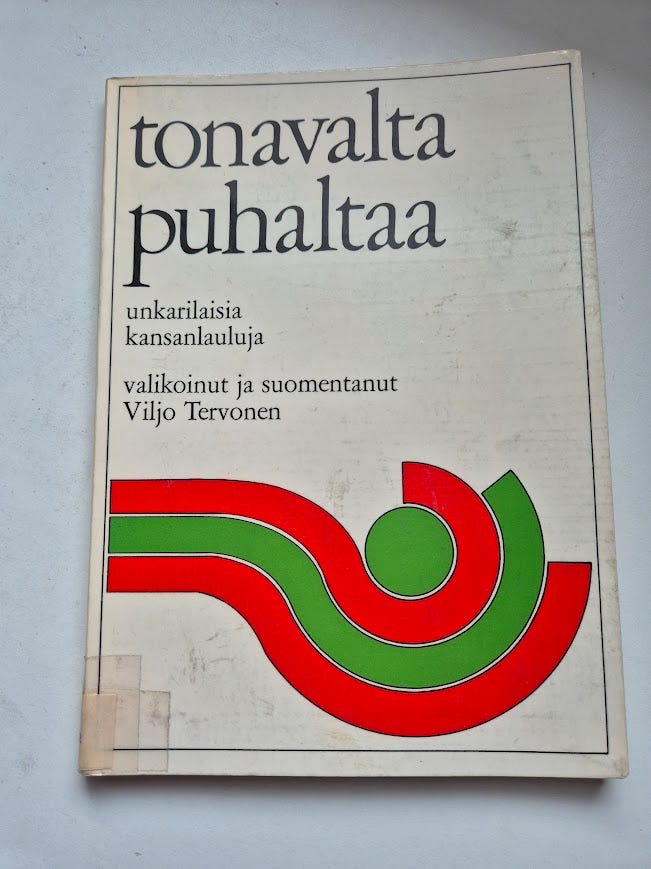 tonavalta
puhaltaa
unkarilaisia
kansanlauluja
valikoinut ja suomentanut
Viljo Tervonen